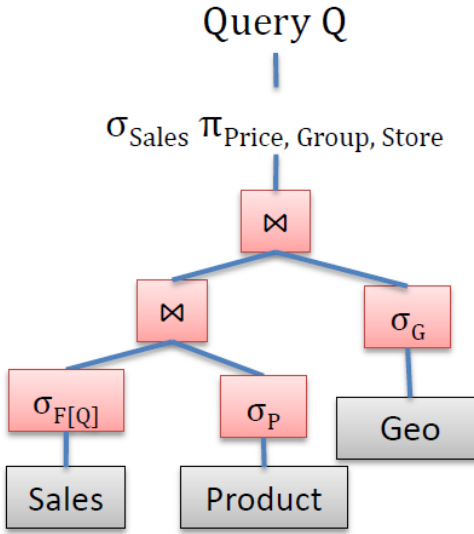 Query Q
σSales πPrice, Group, Store
⋈
⋈
σG
σF[Q]
σP
Geo
Sales
Product